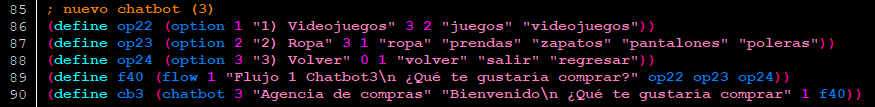 85 ; nuevo chatbot (3)
86 (define op22 (option 1 "1) Videojuegos" 3 2 "juegos" "videojuegos"))
87 (define op23 (option 2 "2) Ropa" 3 1 "ropa" "prendas" "zapatos" "pantalones" "poleras"))
88 (define op24 (option 3 "3) Volver" 0 1 "volver" "salir" "regresar"))
89 (define f40 (flow 1 "Flujo 1 Chatbot3\n ¿Qué te gustaria comprar?" op22 op23 op24))
90 (define cb3 (chatbot 3 "Agencia de compras" "Bienvenido\n ¿Qué te gustaría comprar" 1 f40))